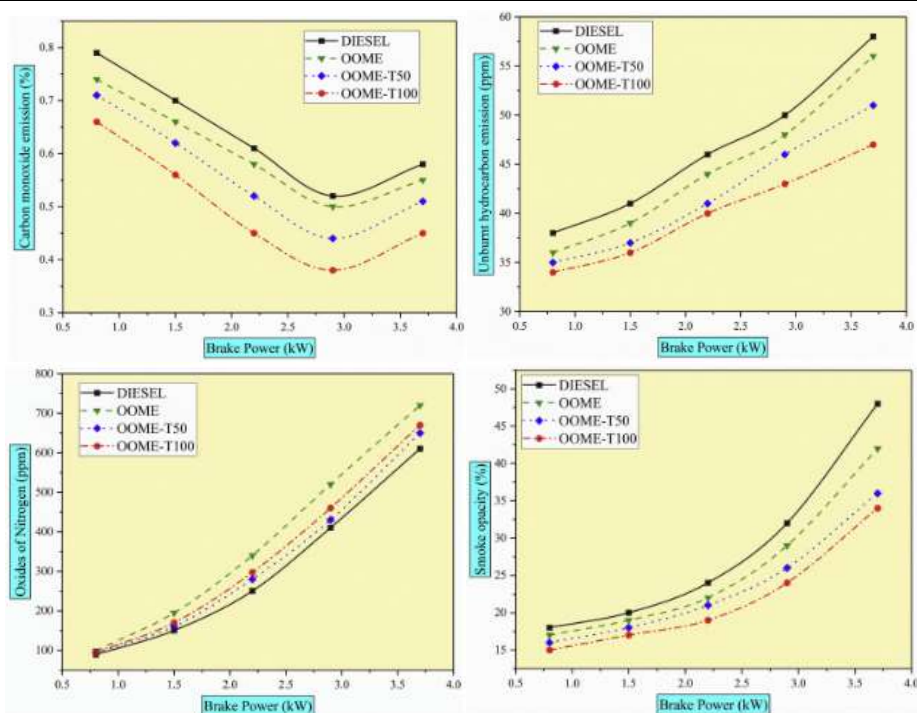 DIESEL
OOME
OOME-T50
OOME-T100
Carbon monoxide emission (%)
0.8
0.7
0.6
0.5
0.4
0.3
0.5 1.0 1.5 2.0 2.5 3.0 3.5 4.0
Brake Power (kW)
DIESEL
OOME
OOME-T50
OOME-T100
Unburnt hydrocarbon emission (ppm)
60
55
50
45
40
35
30
0.5 1.0 1.5 2.0 2.5 3.0 3.5 4.0
Brake Power (kW)
DIESEL
OOME
OOME-T50
OOME-T100
Oxides of Nitrogen (ppm)
800
700
600
500
400
300
200
100
0.5 1.0 1.5 2.0 2.5 3.0 3.5 4.0
Brake Power (kW)
DIESEL
OOME
OOME-T50
OOME-T100
Smoke opacity (%)
50
45
40
35
30
25
20
15
0.5 1.0 1.5 2.0 2.5 3.0 3.5 4.0
Brake Power (kW)